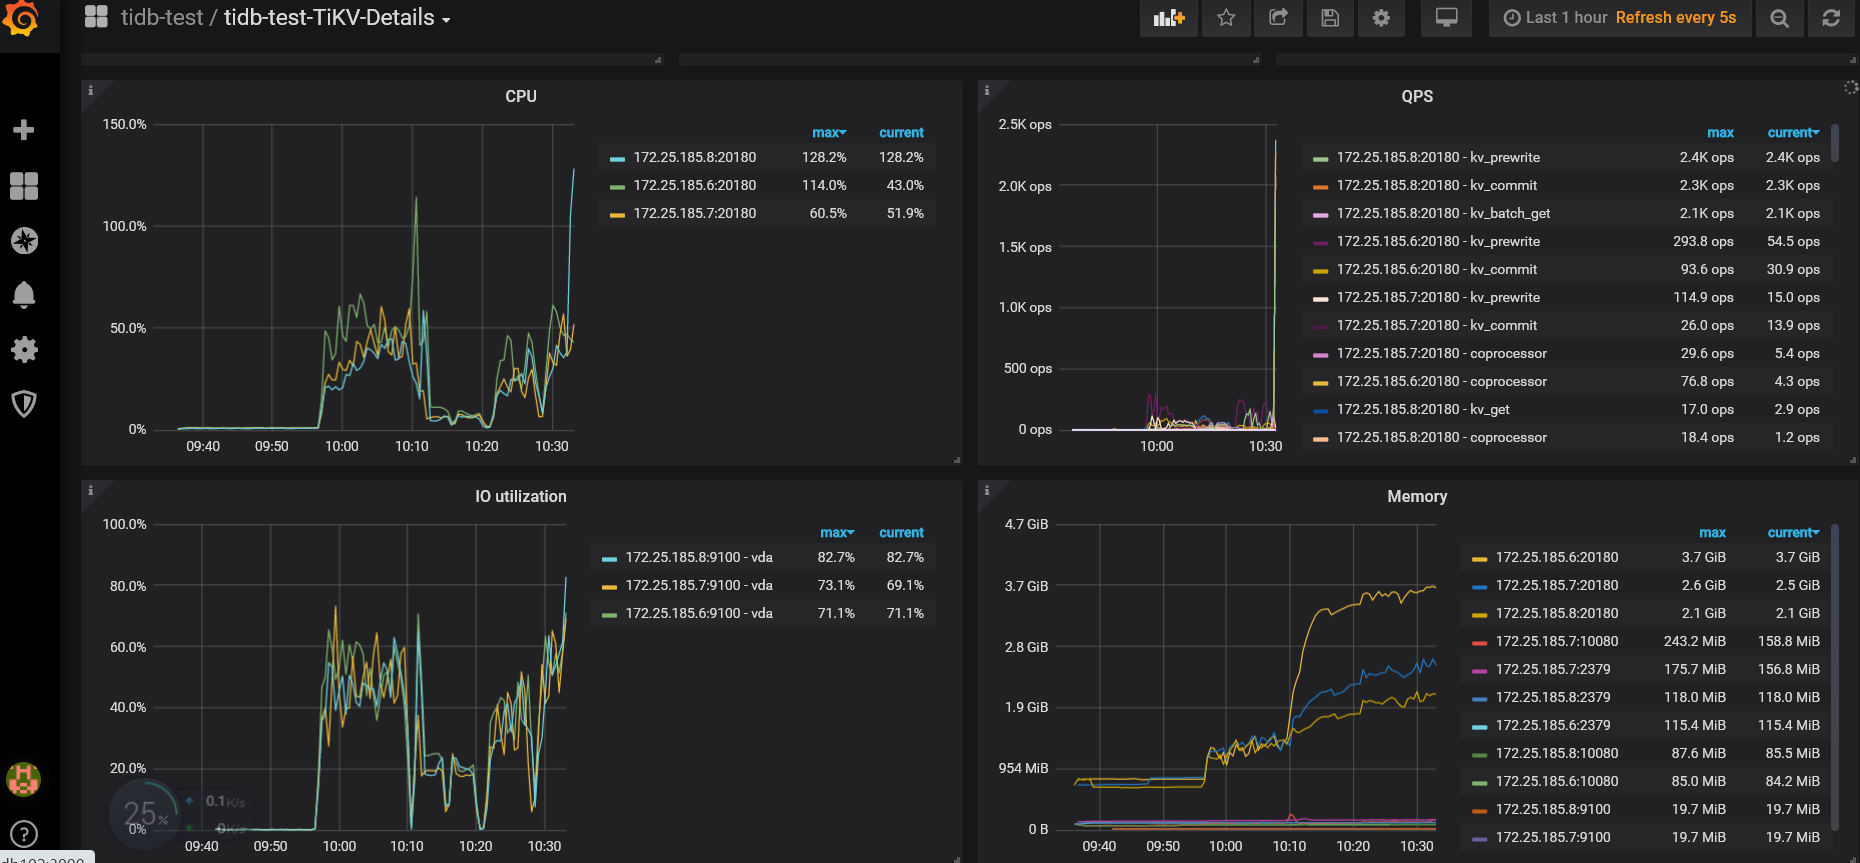 tidb-test / tidb-test-TiKV-Details
Last 1 hour Refresh every 5s
CPU
150.0%
100.0%
50.0%
0%
09:40 09:50 10:00 10:10 10:20 10:30
max current
172.25.185.8:20180 128.2% 128.2%
172.25.185.6:20180 114.0% 43.0%
172.25.185.7:20180 60.5% 51.9%
QPS
2.5K ops
2.0K ops
1.5K ops
1.0K ops
500 ops
0 ops
10:00 10:30
max current
172.25.185.8:20180 - kv_prewrite 2.4K ops 2.4K ops
172.25.185.8:20180 - kv_commit 2.3K ops 2.3K ops
172.25.185.8:20180 - kv_batch_get 2.1K ops 2.1K ops
172.25.185.6:20180 - kv_prewrite 293.8 ops 54.5 ops
172.25.185.6:20180 - kv_commit 93.6 ops 30.9 ops
172.25.185.7:20180 - kv_prewrite 114.9 ops 15.0 ops
172.25.185.7:20180 - kv_commit 26.0 ops 13.9 ops
172.25.185.7:20180 - coprocessor 29.6 ops 5.4 ops
172.25.185.6:20180 - coprocessor 76.8 ops 4.3 ops
172.25.185.8:20180 - kv_get 17.0 ops 2.9 ops
172.25.185.8:20180 - coprocessor 18.4 ops 1.2 ops
IO utilization
100.0%
80.0%
60.0%
40.0%
20.0%
0%
09:40 09:50 10:00 10:10 10:20 10:30
max current
172.25.185.8:9100 - vda 82.7% 82.7%
172.25.185.7:9100 - vda 73.1% 69.1%
172.25.185.6:9100 - vda 71.1% 71.1%
25%
0.1K/s
0K/s
Memory
4.7 GiB
3.7 GiB
2.8 GiB
1.9 GiB
954 MiB
0 B
09:40 09:50 10:00 10:10 10:20 10:30
max current
172.25.185.6:20180 3.7 GiB 3.7 GiB
172.25.185.7:20180 2.6 GiB 2.5 GiB
172.25.185.8:20180 2.1 GiB 2.1 GiB
172.25.185.7:10080 243.2 MiB 158.8 MiB
172.25.185.7:2379 175.7 MiB 156.8 MiB
172.25.185.8:2379 118.0 MiB 118.0 MiB
172.25.185.6:2379 115.4 MiB 115.4 MiB
172.25.185.8:10080 87.6 MiB 85.5 MiB
172.25.185.6:10080 85.0 MiB 84.2 MiB
172.25.185.8:9100 19.7 MiB 19.7 MiB
172.25.185.7:9100 19.7 MiB 19.7 MiB